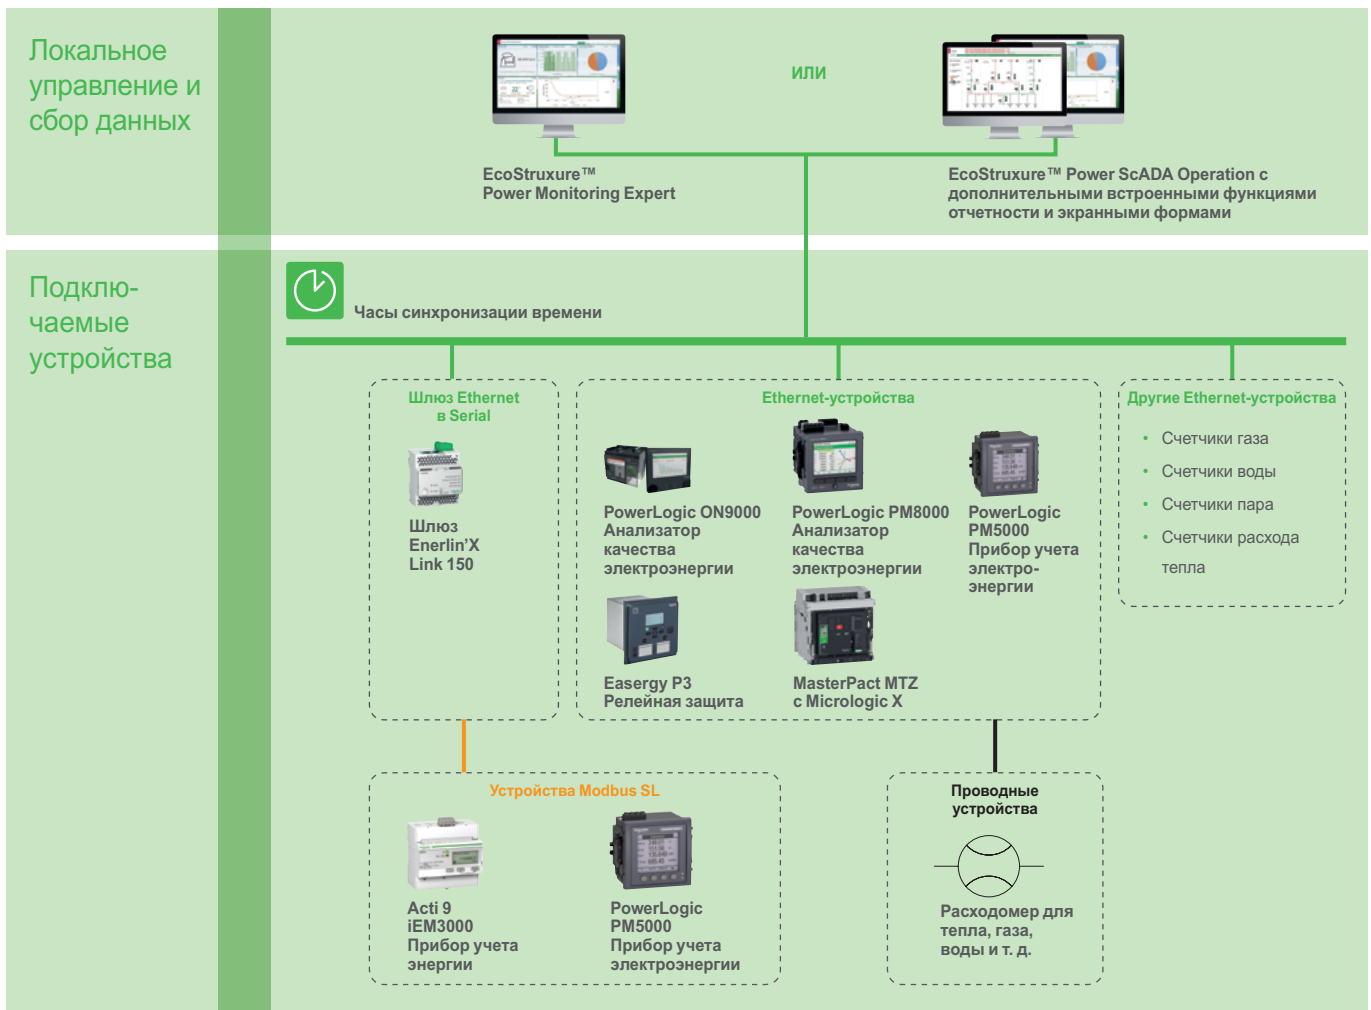 Локальное
управление и
сбор данных
ИЛИ
EcoStruxure™
Power Monitoring Expert
EcoStruxure™ Power ScADA Operation с
дополнительными встроенными функциями
отчетности и экранными формами
Подклю-
чаемые
устройства
Часы синхронизации времени
Шлюз Ethernet
в Serial
Шлюз
Enerlin’X
Link 150
Ethernet-устройства
PowerLogic ON9000
Анализатор
качества
электроэнергии
PowerLogic PM8000
Анализатор
качества
электроэнергии
PowerLogic
PM5000
Прибор учета
электро-
энергии
Easergy P3
Релейная защита
MasterPact MTZ
с Micrologic X
Другие Ethernet-устройства
• Счетчики газа
• Счетчики воды
• Счетчики пара
• Счетчики расхода
тепла
Устройства Modbus SL
Acti 9
iEM3000
Прибор учета
энергии
PowerLogic
PM5000
Прибор учета
электроэнергии
Проводные
устройства
Расходомер для
тепла, газа,
воды и т. д.